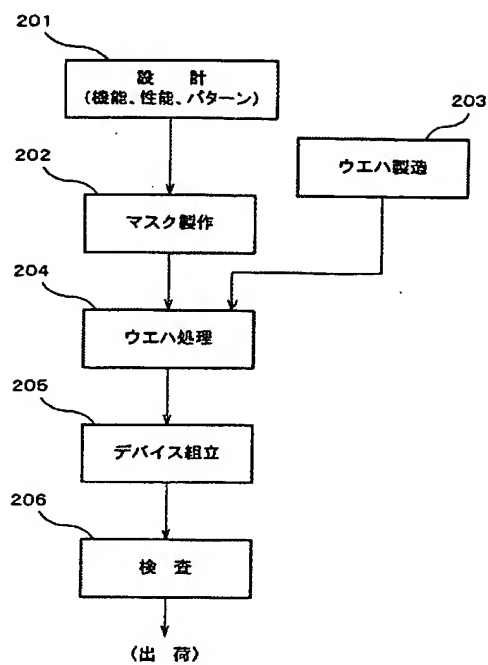 201
設 計
(機能、性能、パターン)
203
ウエハ製造
202
マスク製作
204
ウエハ処理
205
デバイス組立
206
検 査
(出 荷)